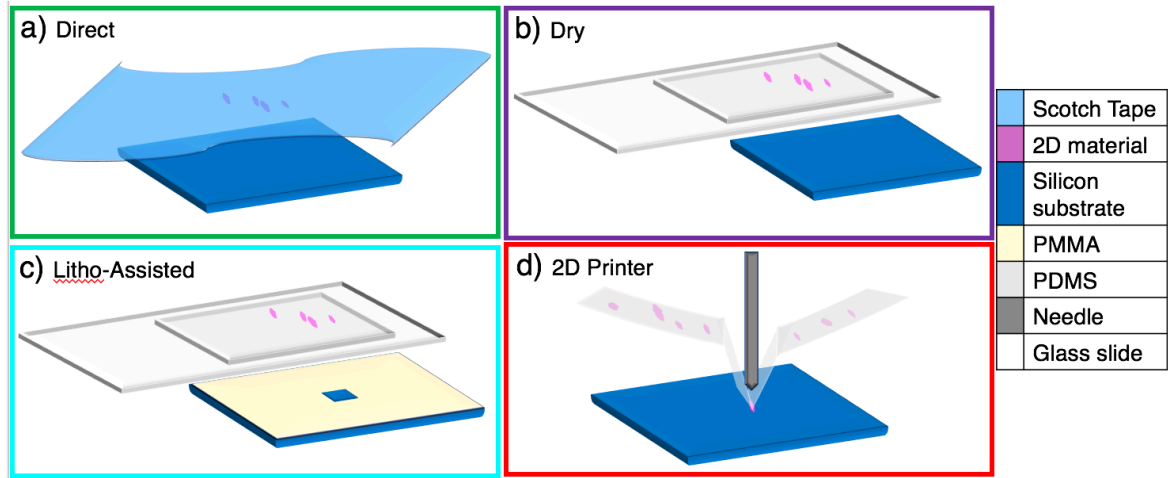 a) Direct
b) Dry
c) Litho-Assisted
d) 2D Printer
Scotch Tape
2D material
Silicon
substrate
PMMA
PDMS
Needle
Glass slide